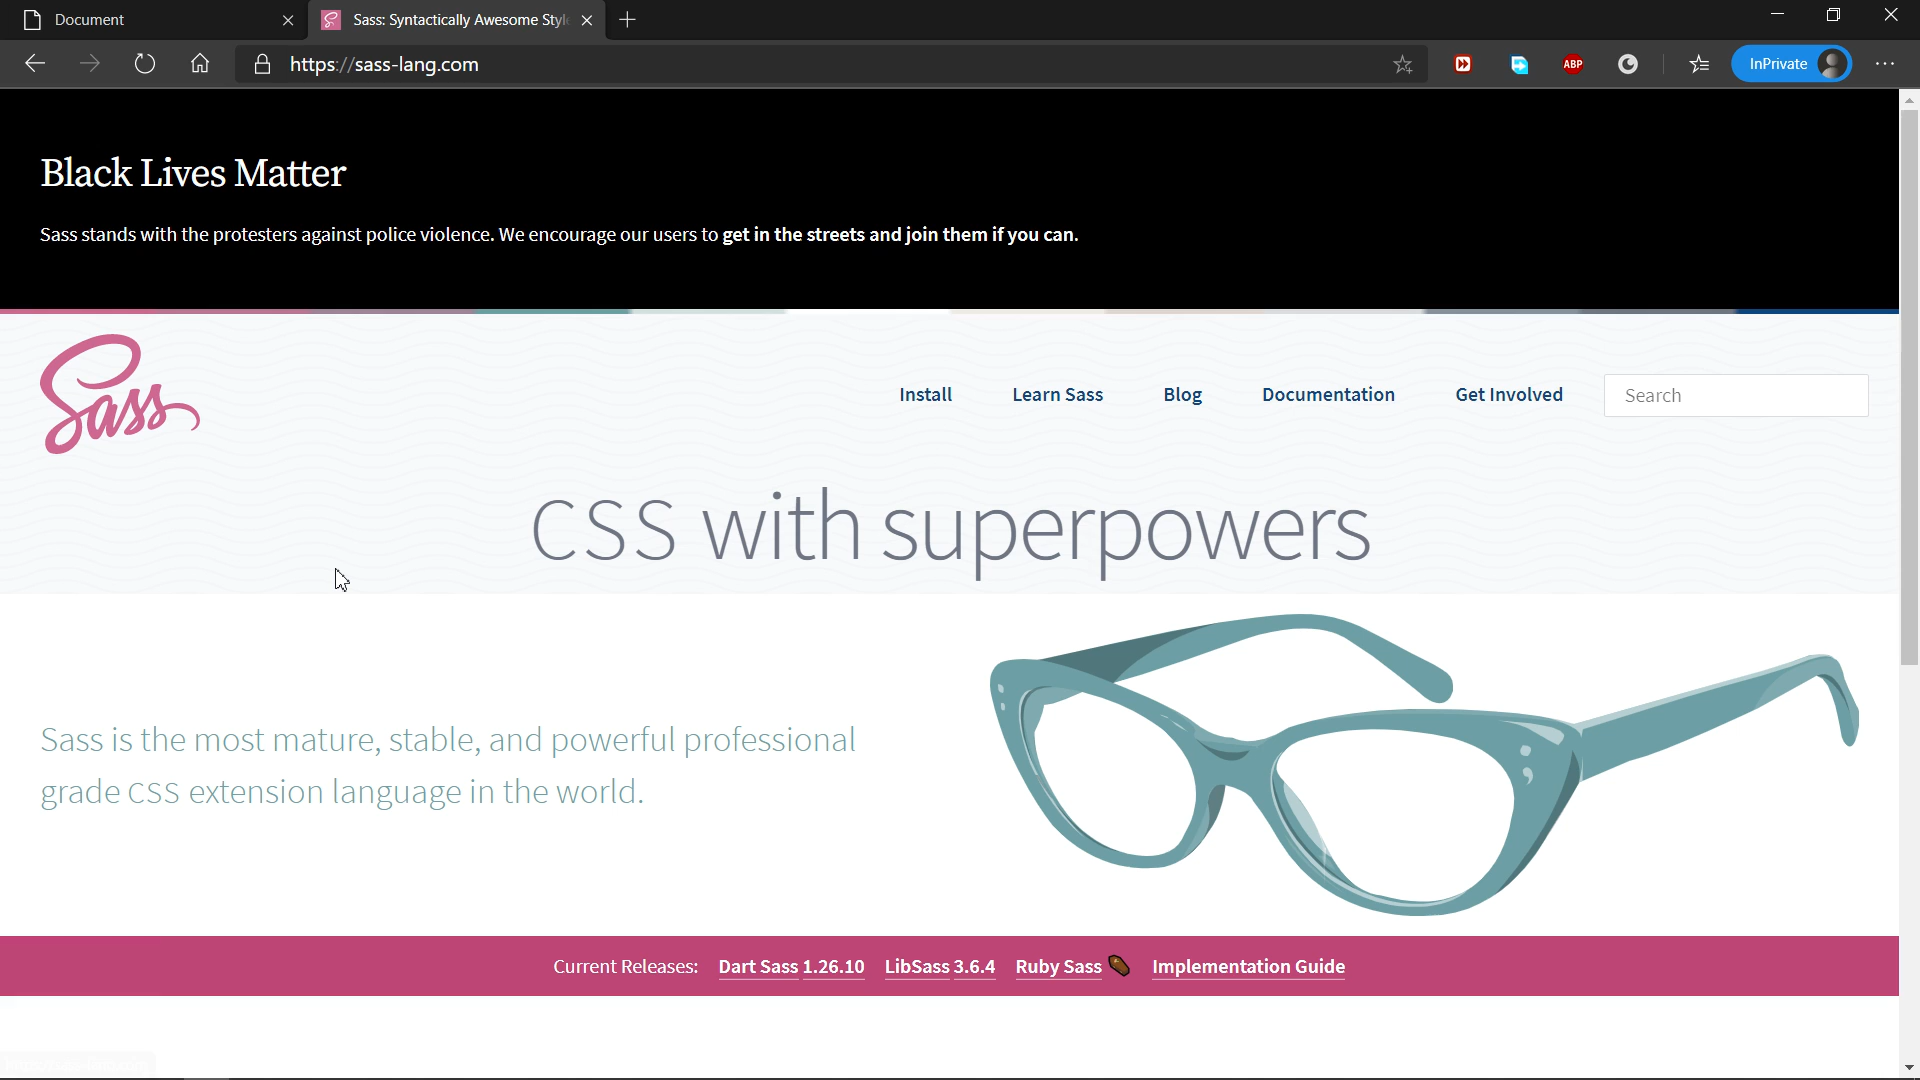 Document
Sass: Syntactically Awesome Styl
https://sass-lang.com
ABP
InPrivate
Black Lives Matter
Sass stands with the protesters against police violence. We encourage our users to get in the streets and join them if you can.
Sass
Install Learn Sass Blog Documentation Get Involved Search
CSS with superpowers
Sass is the most mature, stable, and powerful professional
grade CSS extension language in the world.
Current Releases: Dart Sass 1.26.10 LibSass 3.6.4 Ruby Sass Implementation Guide